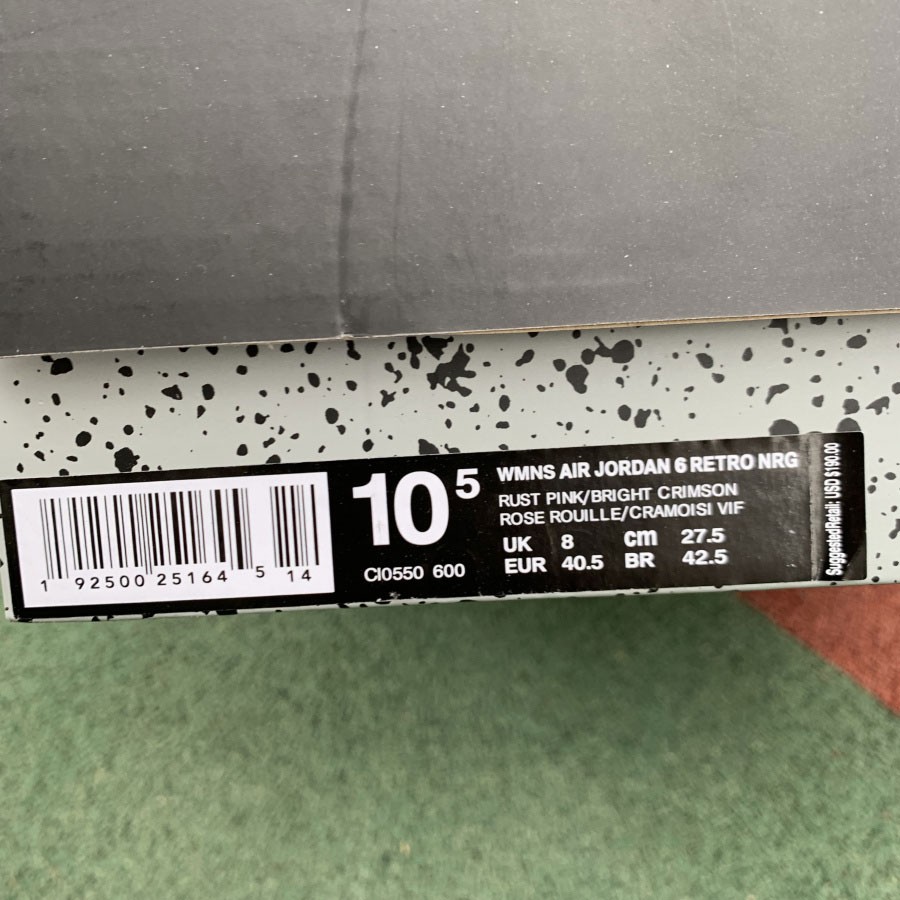 1 92500 25164 5 14
10 5
CI0550 600
WMNS AIR JORDAN 6 RETRO NRG
RUST PINK/BRIGHT CRIMSON
ROSE ROUILLE/CRAMOISI VIF
UK 8 cm 27.5
EUR 40.5 BR 42.5
SuggestedRetail: USD $190.00